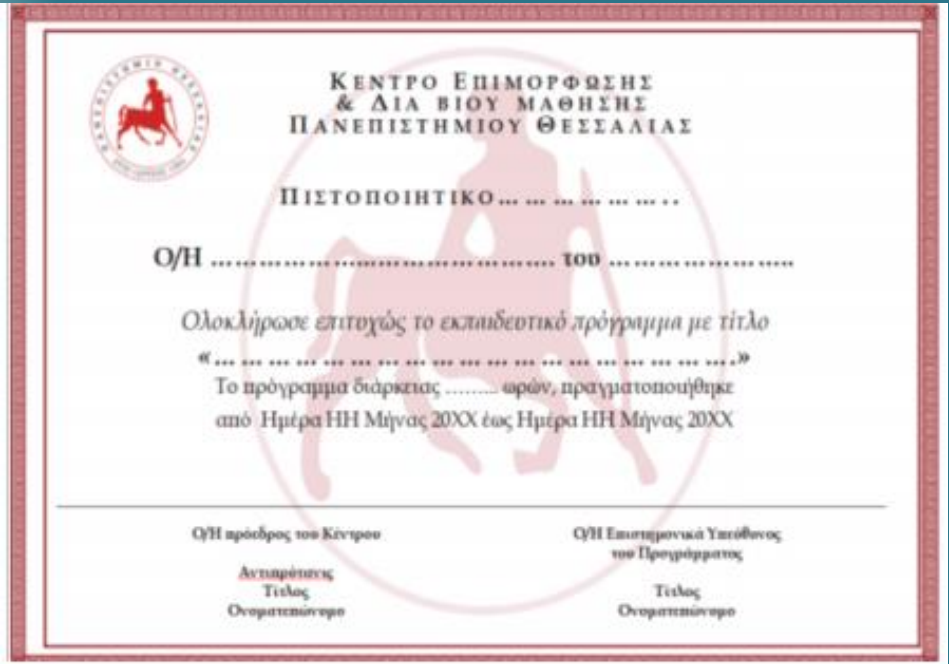 ΠΑΝΕΠΙΣΤΗΜΙΟ ΘΕΣΣΑΛΙΑΣ
ΚΕΝΤΡΟ ΕΠΙΜΟΡΦΩΣΗΣ
& ΔΙΑ ΒΙΟΥ ΜΑΘΗΣΗΣ
ΠΑΝΕΠΙΣΤΗΜΙΟΥ ΘΕΣΣΑΛΙΑΣ
ΠΙΣΤΟΠΟΙΗΤΙΚΟ... ... ... ... ... . .
Ο/Η ............................................. του ........................
Ολοκλήρωσε επιτυχώς το εκπαιδευτικό πρόγραμμα με τίτλο
«... ... ... ... ... ... ... ... ... ... ... ... ... ... ... ... ... ... ... .»
Το πρόγραμμα διάρκειας ......... ωρών, πραγματοποιήθηκε
από Ημέρα ΗΗ Μήνας 20ΧΧ έως Ημέρα ΗΗ Μήνας 20ΧΧ
Ο/Η πρόεδρος του Κέντρου
Αντιπρύτανις
Τίτλος
Ονοματεπώνυμο
Ο/Η Επιστημονικά Υπεύθυνος
του Προγράμματος
Τίτλος
Ονοματεπώνυμο